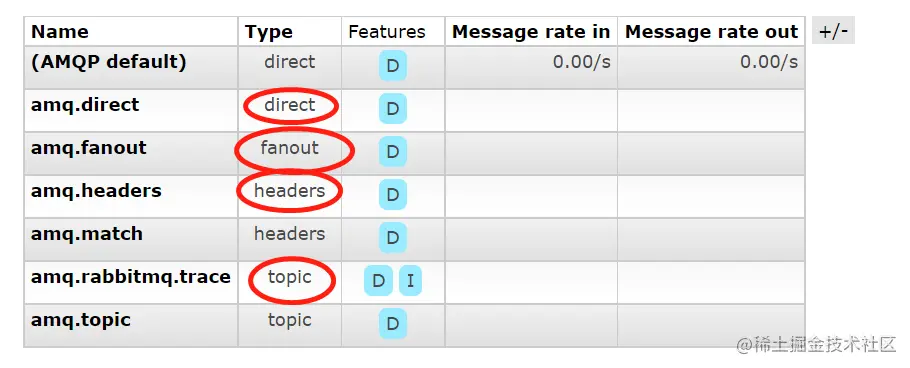 Name Type Features Message rate in Message rate out +/-
(AMQP default) direct D 0.00/s 0.00/s
amq.direct direct D
amq.fanout fanout D
amq.headers headers D
amq.match headers D
amq.rabbitmq.trace topic D I
amq.topic topic D
@稀土掘金技术社区